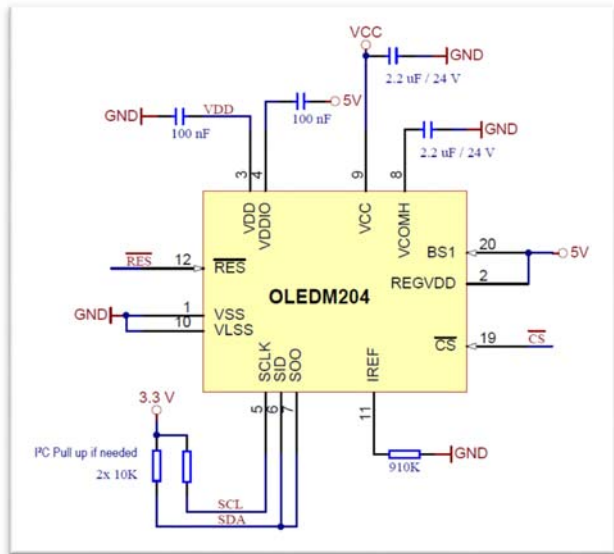 VCC
GND
2.2 uF / 24 V
GND
VDD
5V
100 nF
100 nF
GND
2.2 uF / 24 V
3
4
9
8
VDD
VDDIO
VCC
VCOMH
BS1
20
5V
RES
12
RES
REGVDD
2
OLEDM204
GND
1
VSS
10
VLSS
CS
19
CS
SCLK
SID
SOO
IREF
5
6
7
11
3.3 V
I²C Pull up if needed
2x 10K
910K
GND
SCL
SDA